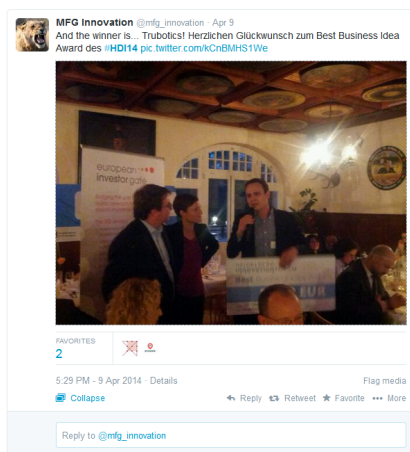 MFG Innovation @mfg_innovation · Apr 9
And the winner is... Trubotics! Herzlichen Glückwunsch zum Best Business Idea
Award des #HDI14 pic.twitter.com/kCnBMHS1We
european
investor gate
EUR
FAVORITES
2
5:29 PM - 9 Apr 2014 · Details
Flag media
Collapse
Reply
Retweet
Favorite
More
Reply to @mfg_innovation